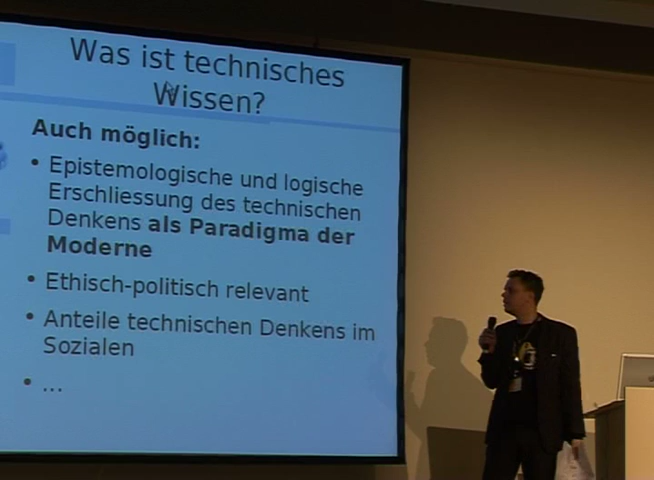 Was ist technisches
Wissen?
Auch möglich:
• Epistemologische und logische
Erschliessung des technischen
Denkens als Paradigma der
Moderne
• Ethisch-politisch relevant
• Anteile technischen Denkens im
Sozialen
• ...